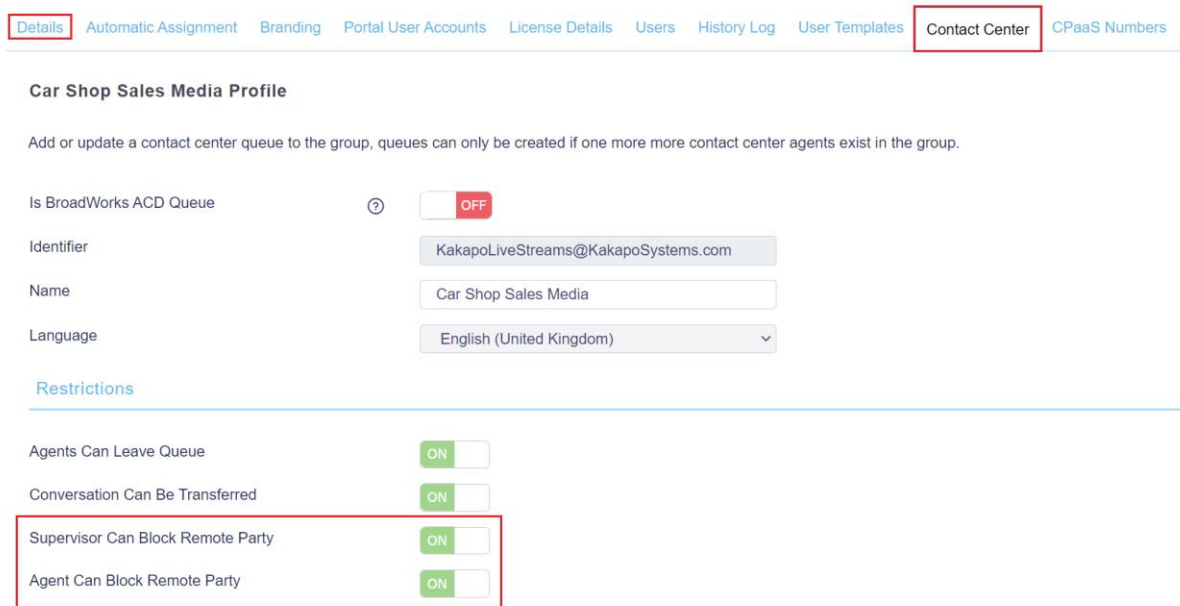 Details Automatic Assignment Branding Portal User Accounts License Details Users History Log User Templates Contact Center CPaaS Numbers
Car Shop Sales Media Profile
Add or update a contact center queue to the group, queues can only be created if one more more contact center agents exist in the group.
Is BroadWorks ACD Queue ? OFF
Identifier KakapoLiveStreams@KakapoSystems.com
Name Car Shop Sales Media
Language English (United Kingdom)
Restrictions
Agents Can Leave Queue ON
Conversation Can Be Transferred ON
Supervisor Can Block Remote Party ON
Agent Can Block Remote Party ON